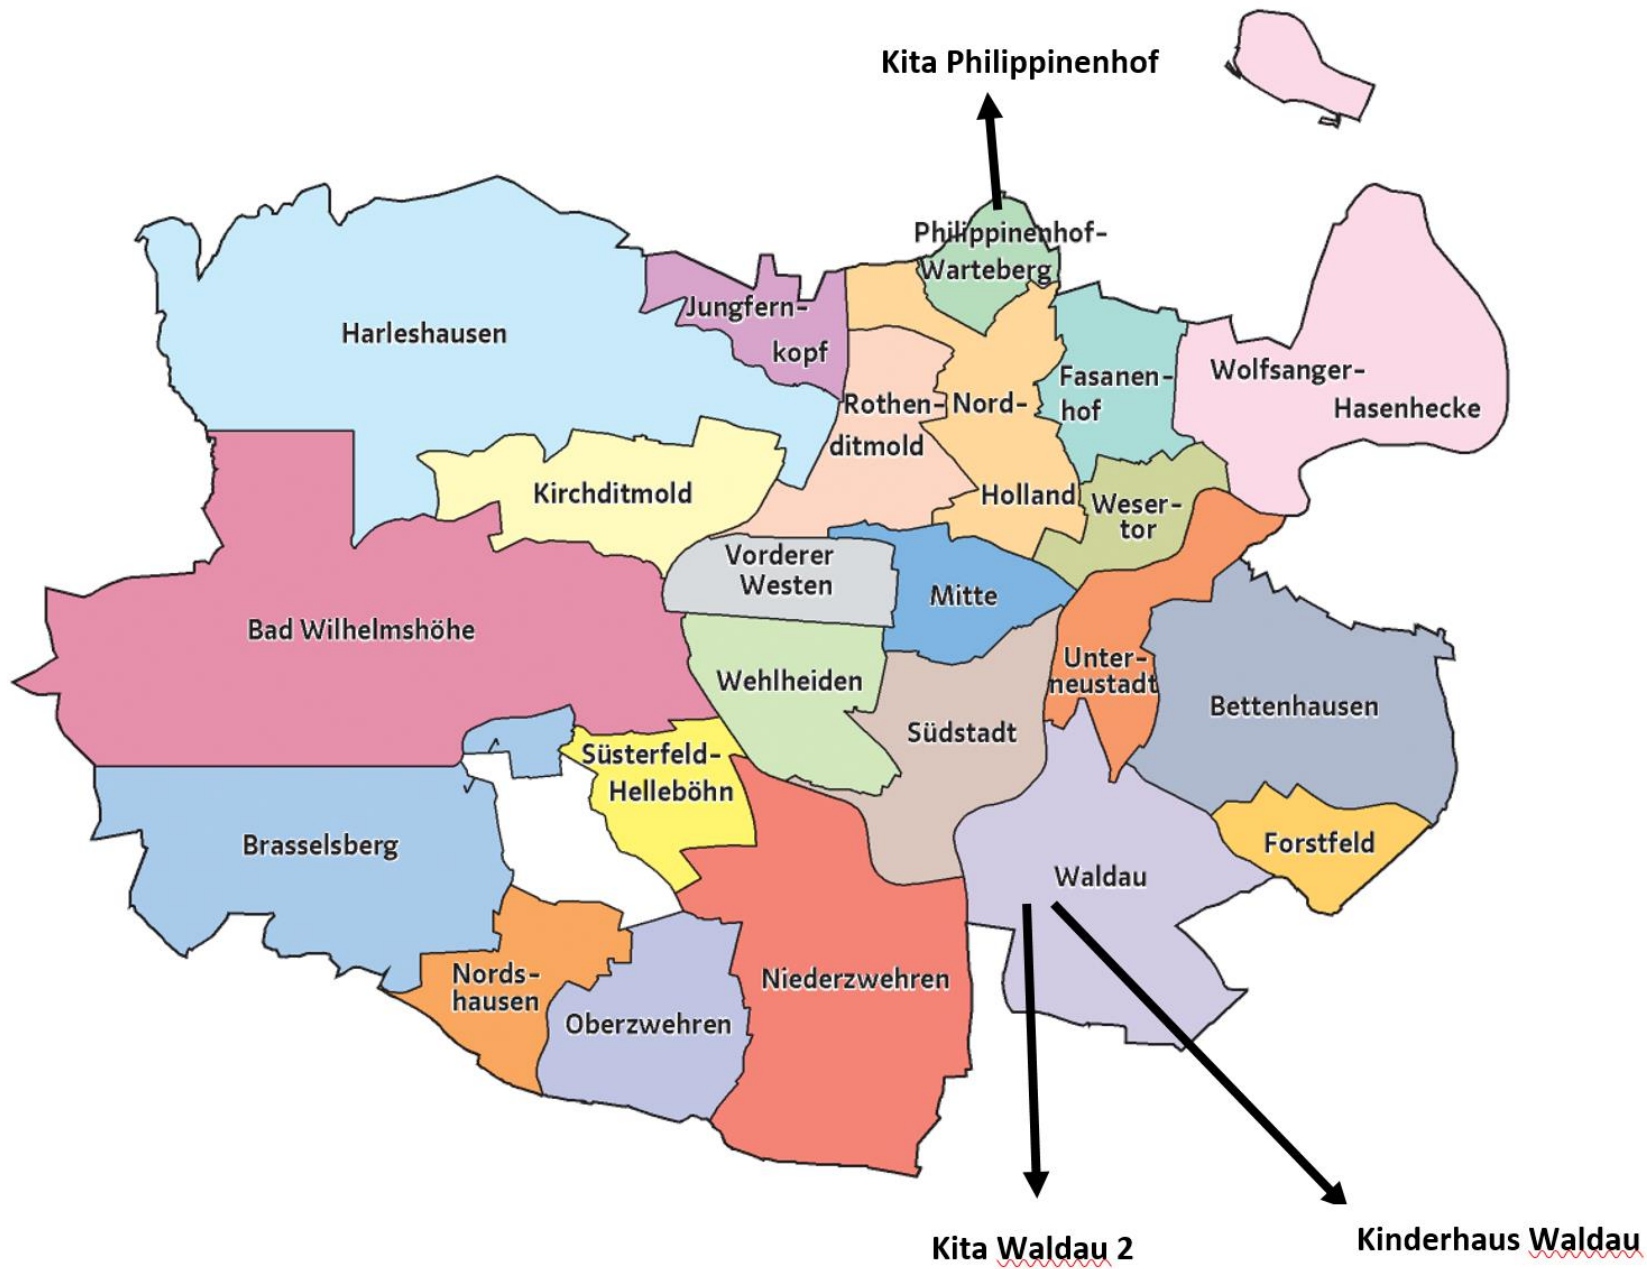 Kita Philippinenhof
Philippinenhof-
Warteberg
Jungfern-
kopf
Harleshausen
Fasanen-
hof
Wolfsanger-
Hasenhecke
Rothen-
ditmold
Nord-
Holland
Kirchditmold
Weser-
tor
Vorderer
Westen
Mitte
Bad Wilhelmshöhe
Wehlheiden
Unter-
neustadt
Bettenhausen
Südstadt
Süsterfeld-
Helleböhn
Brasselsberg
Forstfeld
Waldau
Nords-
hausen
Niederzwehren
Oberzwehren
Kita Waldau 2
Kinderhaus Waldau